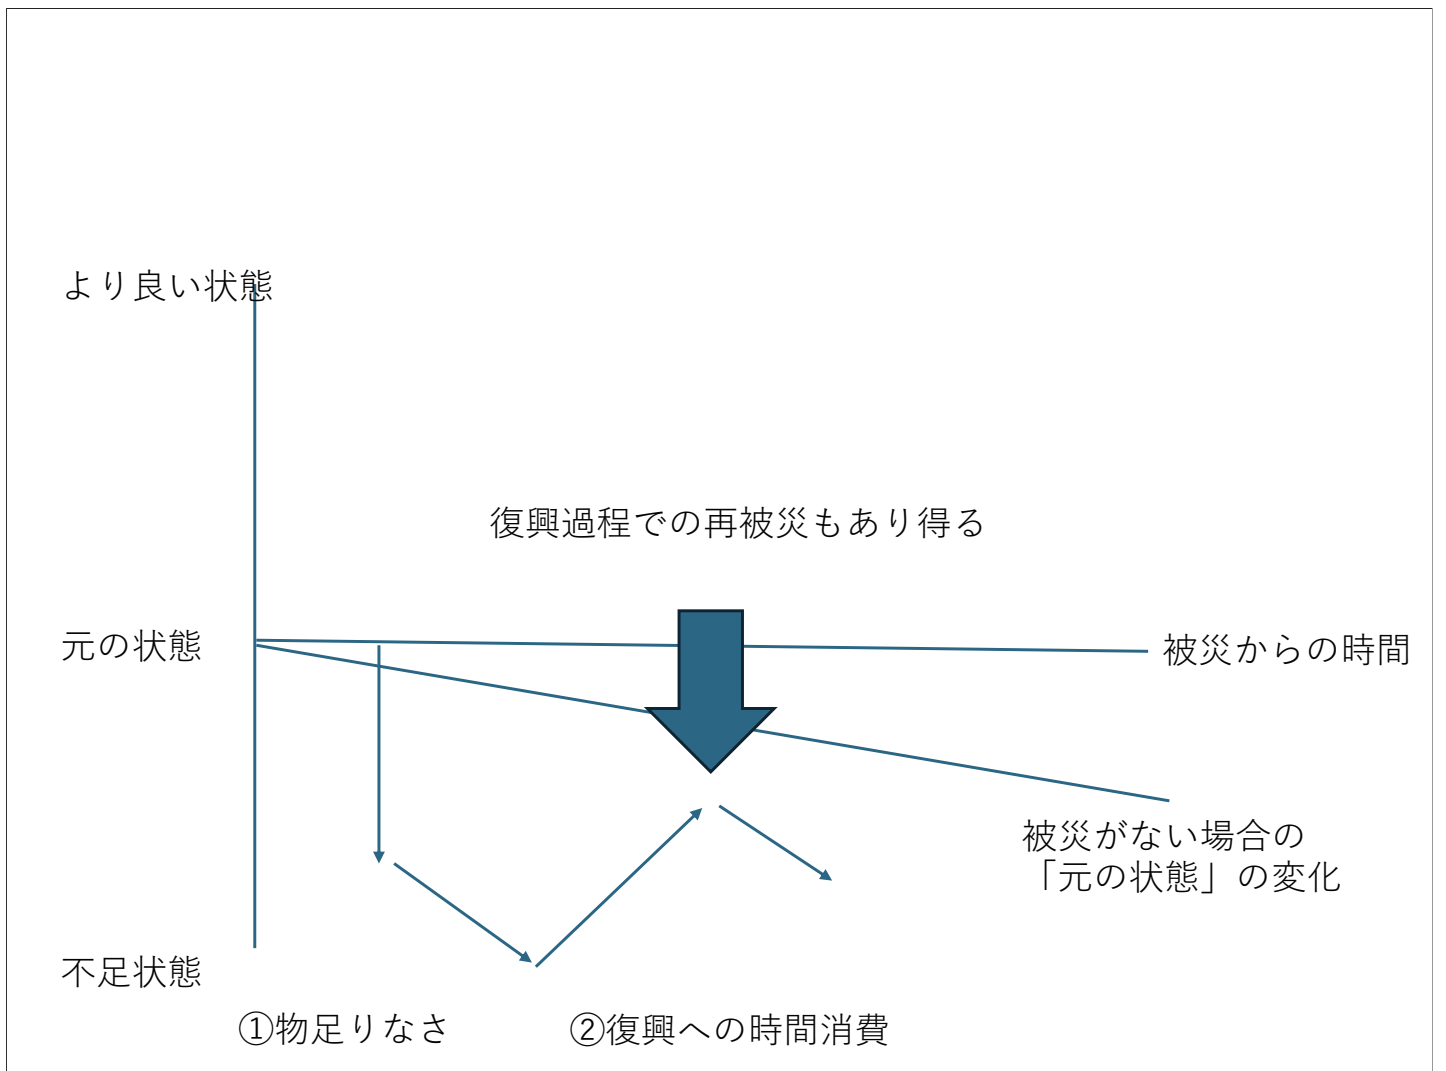 より良い状態
復興過程での再被災もあり得る
元の状態
被災からの時間
被災がない場合の
「元の状態」の変化
不足状態
①物足りなさ
②復興への時間消費